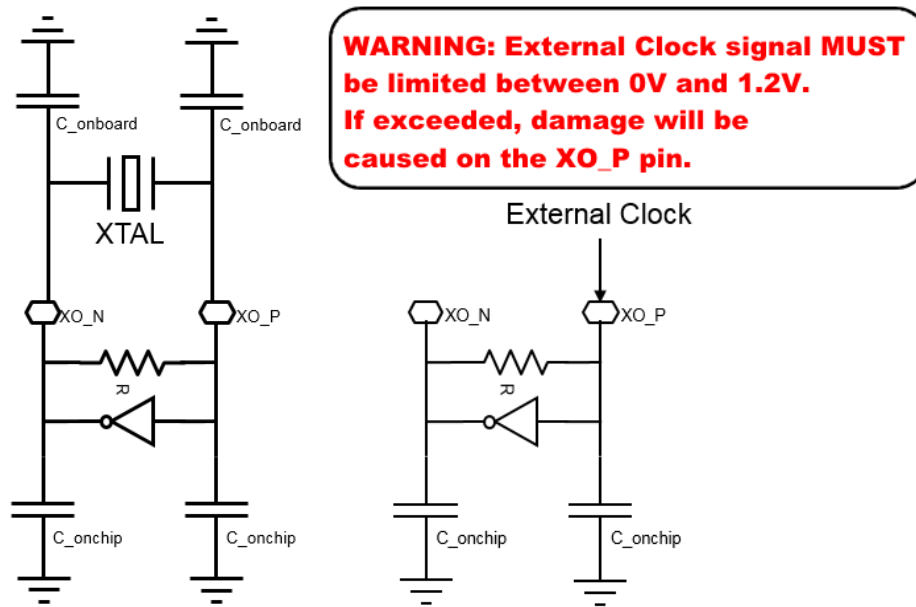 WARNING: External Clock signal MUST
be limited between 0V and 1.2V.
If exceeded, damage will be
caused on the XO_P pin.
C_onboard
C_onboard
XTAL
External Clock
XO_N
XO_P
XO_N
XO_P
R
R
C_onchip
C_onchip
C_onchip
C_onchip